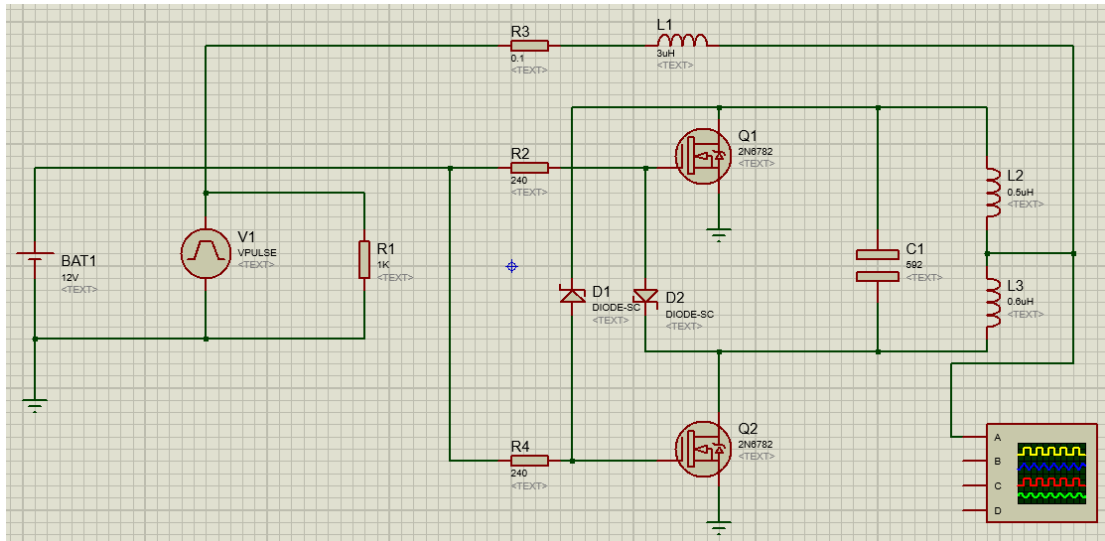 R3
0.1
<TEXT>
L1
3uH
<TEXT>
R2
240
<TEXT>
Q1
2N6782
<TEXT>
L2
0.5uH
<TEXT>
V1
VPULSE
<TEXT>
R1
1K
<TEXT>
BAT1
12V
<TEXT>
C1
592
<TEXT>
D1
DIODE-SC
<TEXT>
D2
DIODE-SC
<TEXT>
L3
0.6uH
<TEXT>
R4
240
<TEXT>
Q2
2N6782
<TEXT>
A
B
C
D